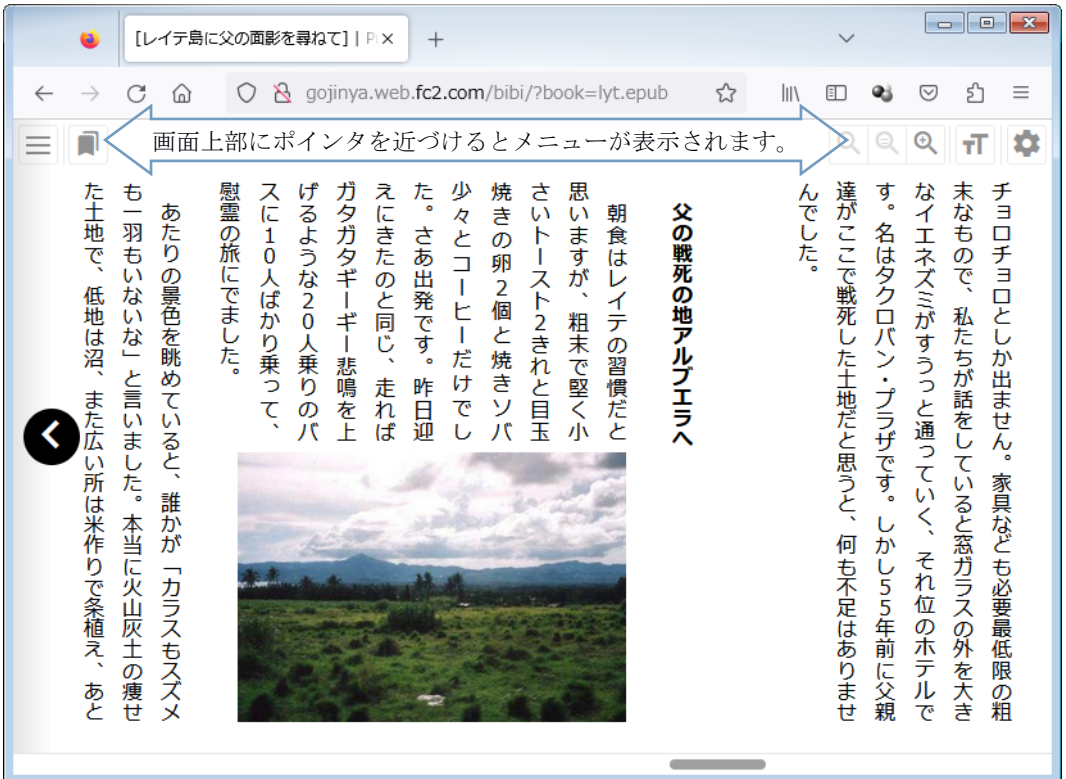 [レイテ島に父の面影を尋ねて] | P
gojinya.web.fc2.com/bibi/?book=lyt.epub
画面上部にポインタを近づけるとメニューが表示されます。
チョロチョロとしか出ません。家具なども必要最低限の粗
末なもので、私たちが話をしていると窓ガラスの外を大き
なイエネズミがすうっと通っていく、それ位のホテルで
す。名はタクロバン・プラザです。しかし55年前に父親
達がここで戦死した土地だと思うと、何も不足はありませ
んでした。
父の戦死の地アルブエラへ
朝食はレイテの習慣だと
思いますが、粗末で堅く小
さいトースト2きれと目玉
焼きの卵2個と焼きソバ
少々とコーヒーだけでし
た。さあ出発です。昨日迎
えにきたのと同じ、走れば
ガタガタギーギー悲鳴を上
げるような20人乗りのバ
スに10人ばかり乗って、
慰霊の旅にでました。
あたりの景色を眺めていると、誰かが「カラスもスズメ
も一羽もいないな」と言いました。本当に火山灰土の痩せ
た土地で、低地は沼、また広い所は米作りで条植え、あと